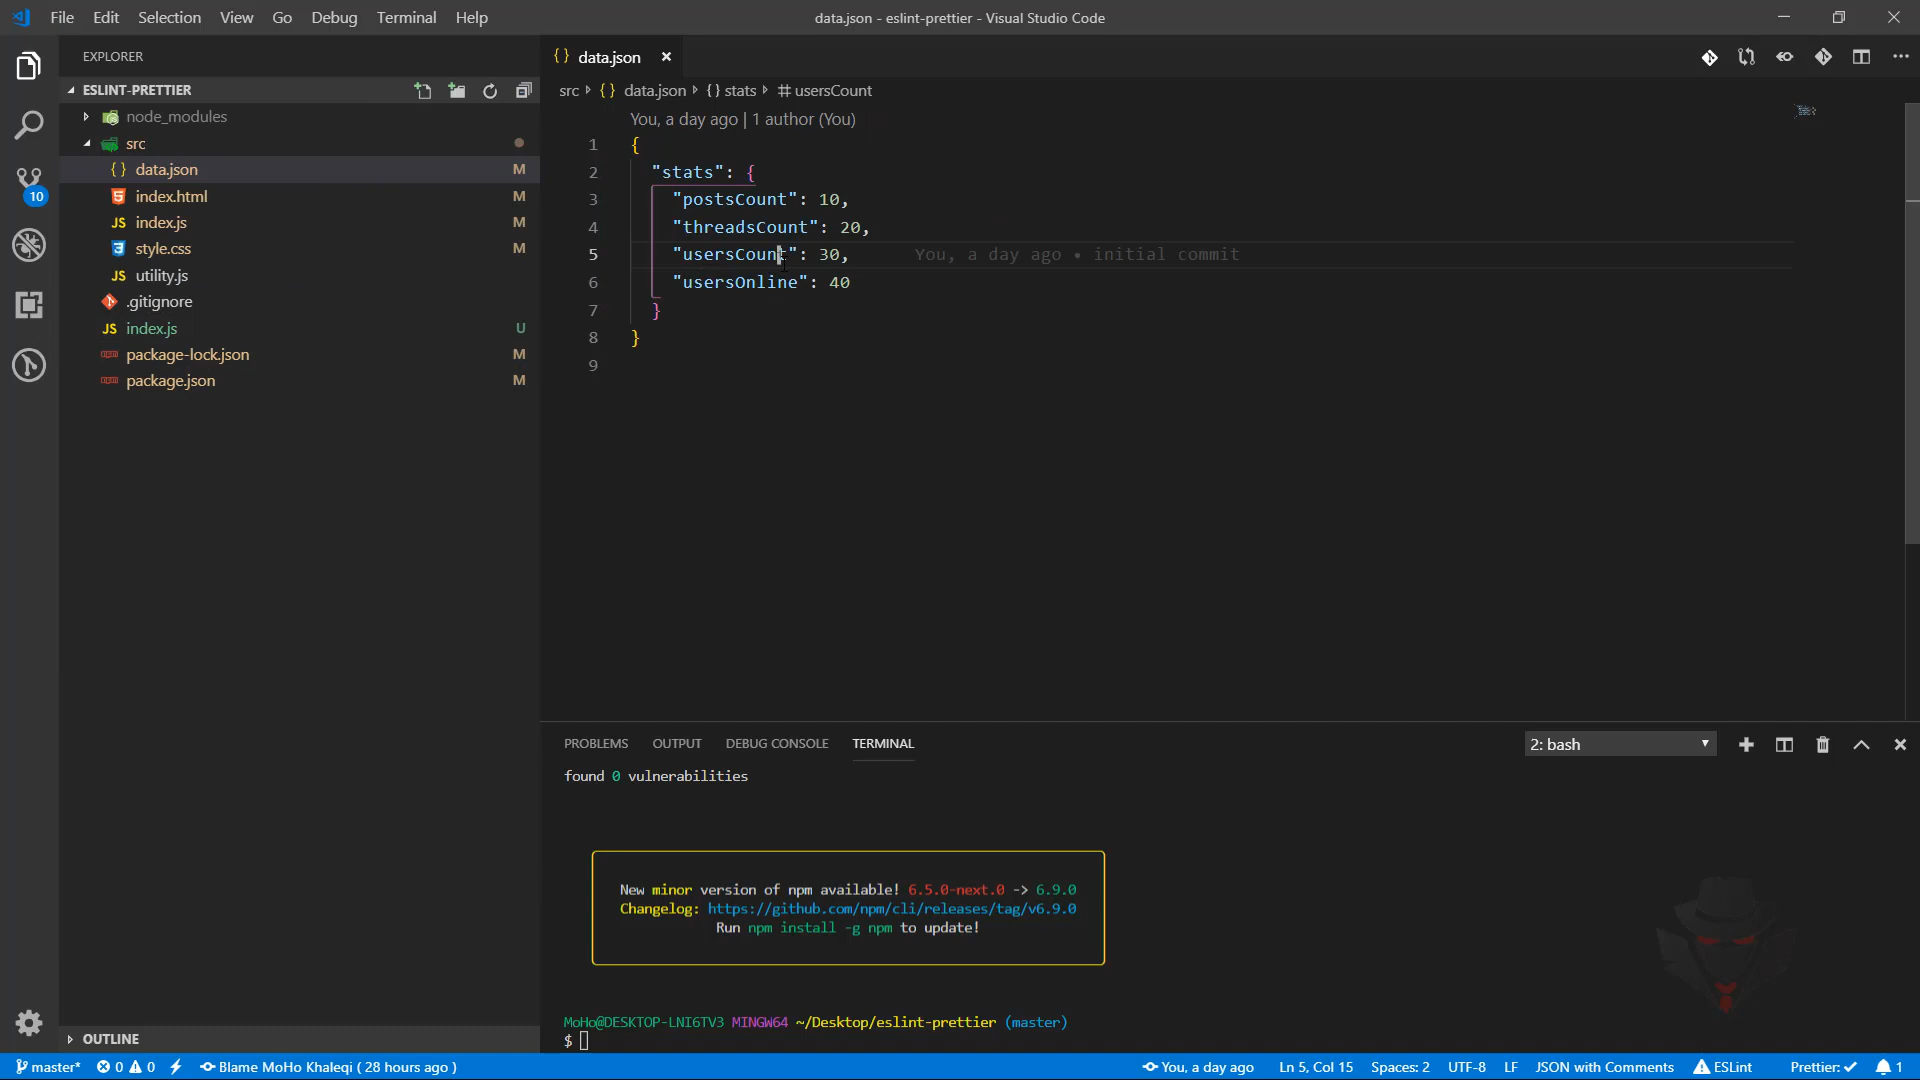 File Edit Selection View Go Debug Terminal Help
data.json - eslint-prettier - Visual Studio Code
EXPLORER
ESLINT-PRETTIER
node_modules
src
data.json M
index.html M
JS index.js M
style.css M
JS utility.js
.gitignore
JS index.js U
package-lock.json M
package.json M
10
OUTLINE
{} data.json
src {} data.json {} stats # usersCount
You, a day ago | 1 author (You)
1 {
2 "stats": {
3 "postsCount": 10,
4 "threadsCount": 20,
5 "usersCount": 30, You, a day ago • initial commit
6 "usersOnline": 40
7 }
8 }
9
PROBLEMS OUTPUT DEBUG CONSOLE TERMINAL
2: bash
found 0 vulnerabilities
New minor version of npm available! 6.5.0-next.0 -> 6.9.0
Changelog: https://github.com/npm/cli/releases/tag/v6.9.0
Run npm install -g npm to update!
MoHo@DESKTOP-LNI6TV3 MINGW64 ~/Desktop/eslint-prettier (master)
$
master* 0 0 Blame MoHo Khaleqi ( 28 hours ago )
You, a day ago Ln 5, Col 15 Spaces: 2 UTF-8 LF JSON with Comments ESLint Prettier: ✓ 1